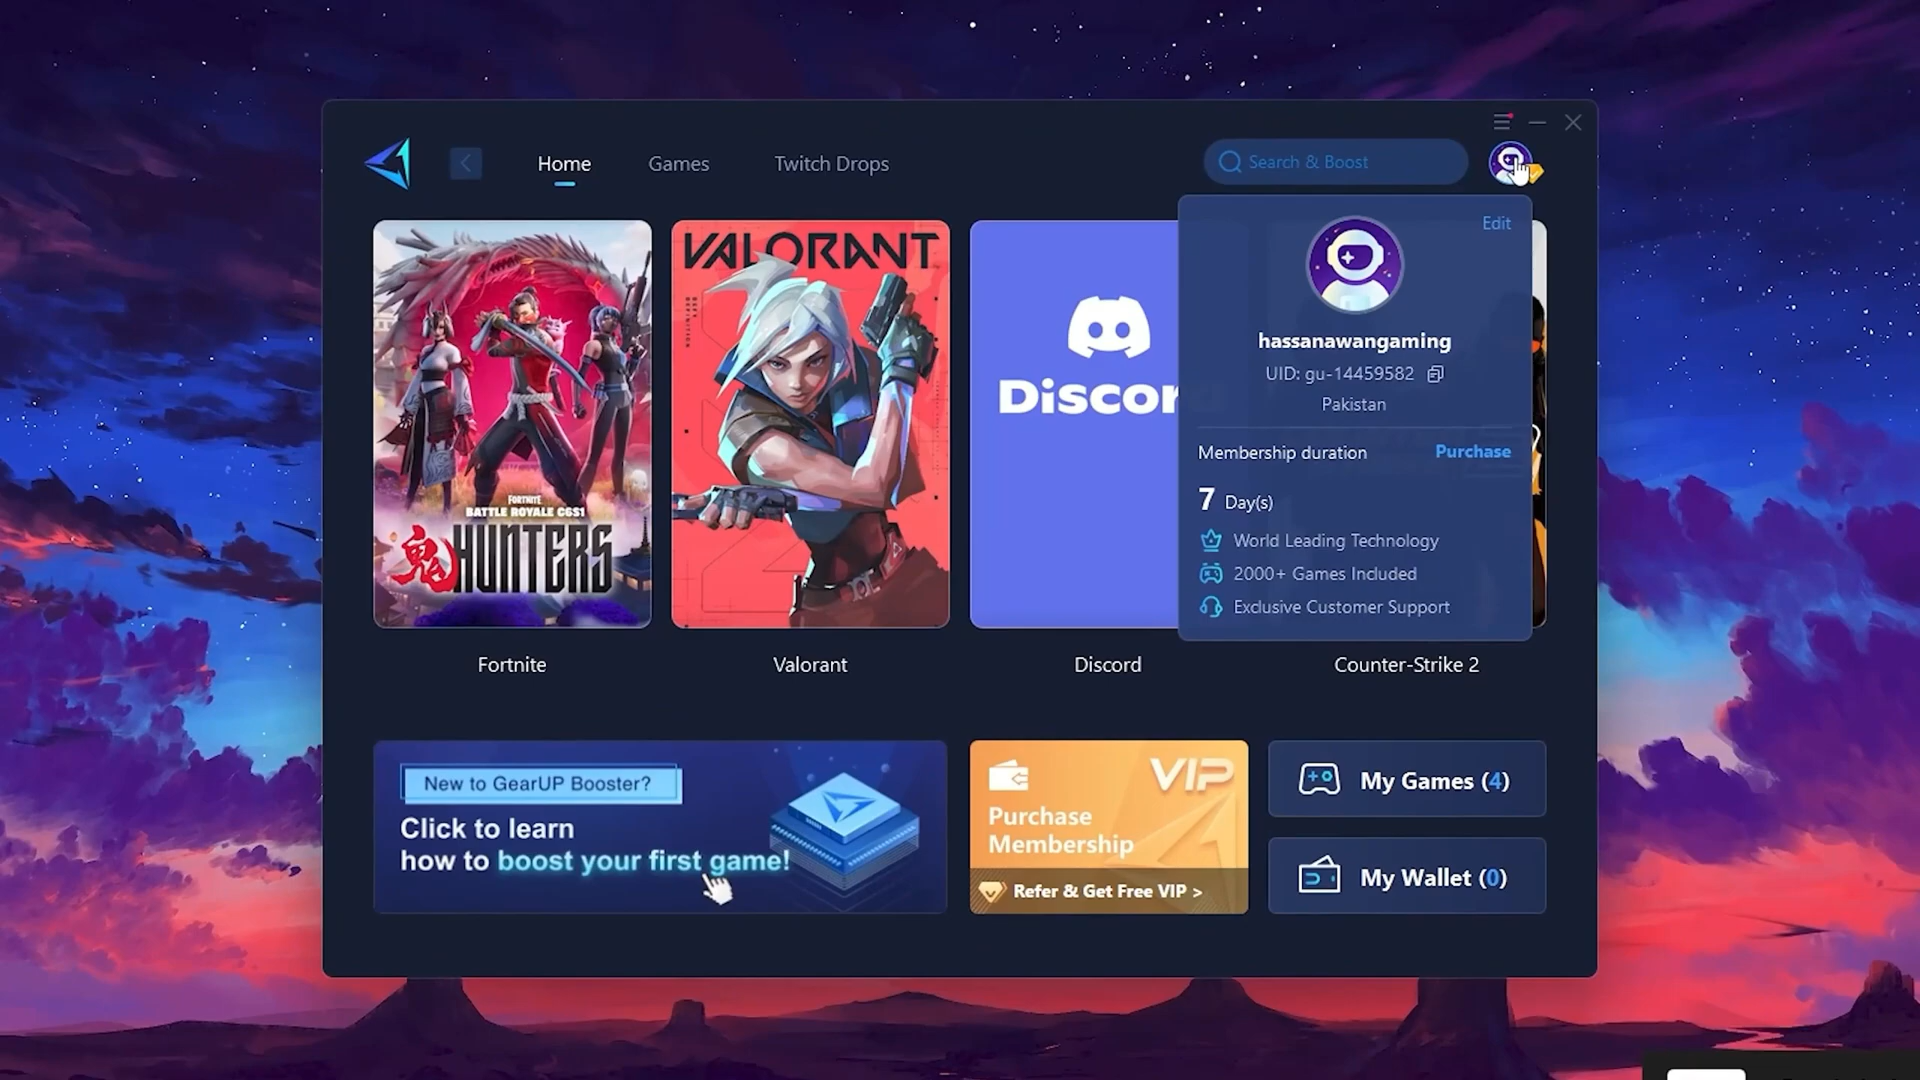 Home
Games
Twitch Drops
Search & Boost
Edit
hassanawangaming
UID: gu-14459582
Pakistan
Membership duration
Purchase
7 Day(s)
World Leading Technology
2000+ Games Included
Exclusive Customer Support
FORTNITE
BATTLE ROYALE C6S1
鬼 HUNTERS
VALORANT
Discor
Fortnite
Valorant
Discord
Counter-Strike 2
New to GearUP Booster?
Click to learn
how to boost your first game!
VIP
Purchase
Membership
Refer & Get Free VIP >
My Games (4)
My Wallet (0)